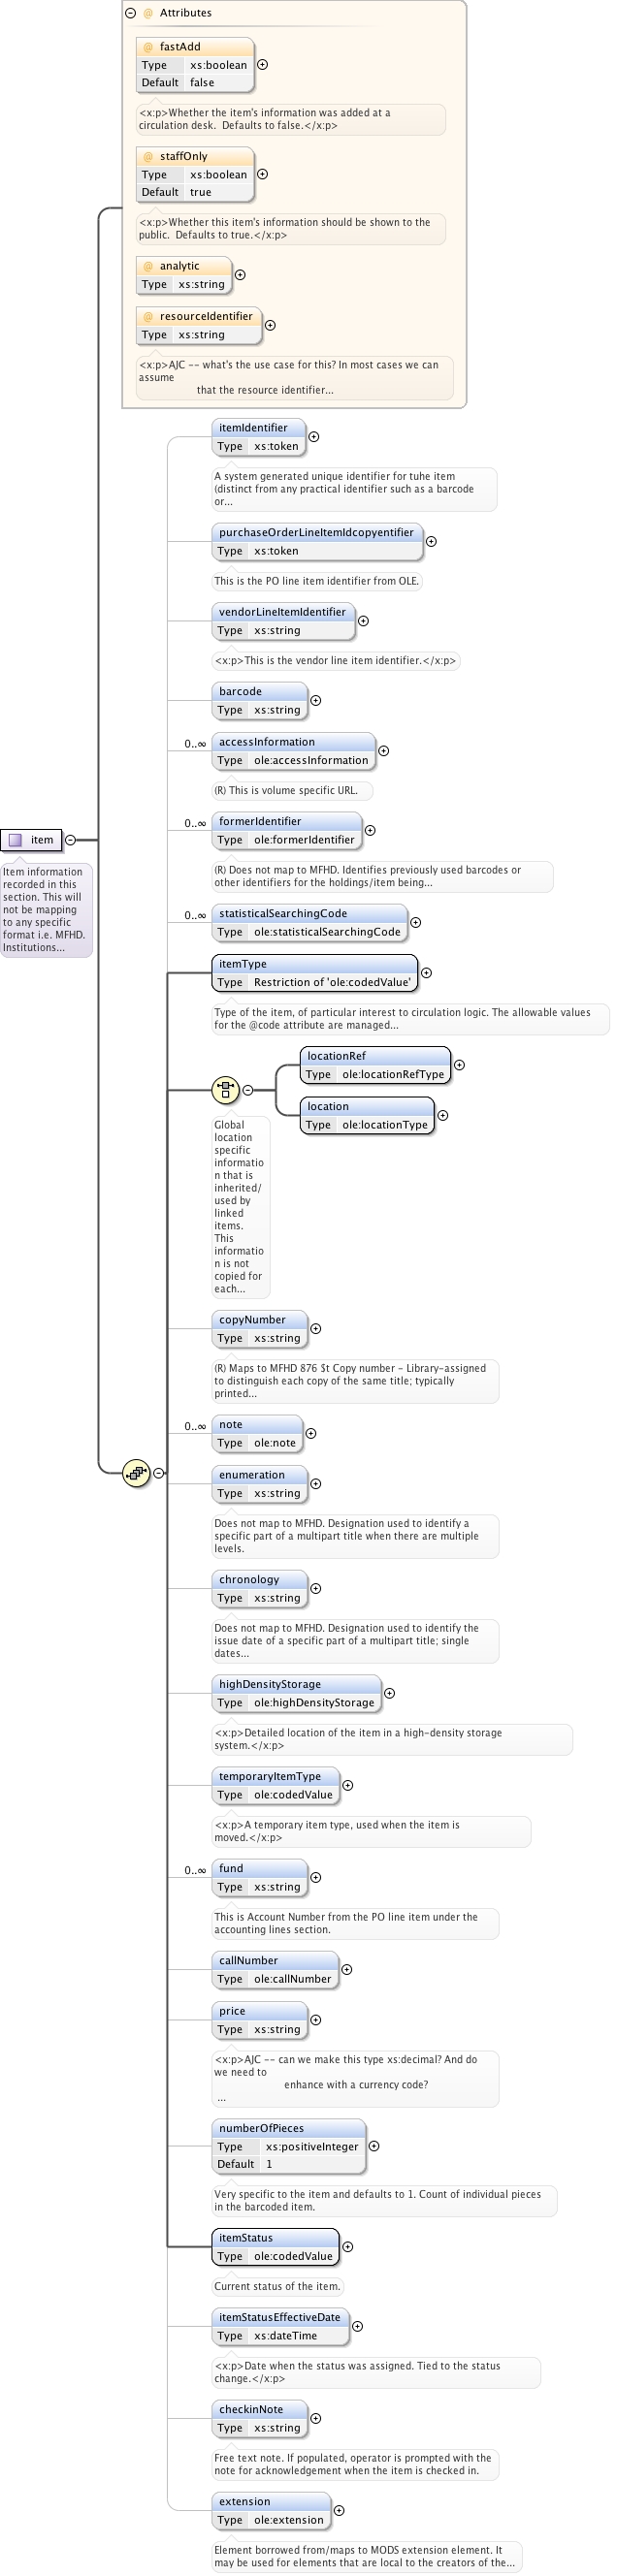 Attributes
@ fastAdd
Type xs:boolean
Default false
<x:p>Whether the item's information was added at a
circulation desk.  Defaults to false.</x:p>
@ staffOnly
Type xs:boolean
Default true
<x:p>Whether this item's information should be shown to the
public.  Defaults to true.</x:p>
@ analytic
Type xs:string
@ resourceIdentifier
Type xs:string
<x:p>AJC -- what's the use case for this? In most cases we can
assume
that the resource identifier...
itemIdentifier
Type xs:token
A system generated unique identifier for tuhe item
(distinct from any practical identifier such as a barcode
or...
purchaseOrderLineItemIdcopyentifier
Type xs:token
This is the PO line item identifier from OLE.
vendorLineItemIdentifier
Type xs:string
<x:p>This is the vendor line item identifier.</x:p>
barcode
Type xs:string
0..∞ accessInformation
Type ole:accessInformation
(R) This is volume specific URL.
0..∞ formerIdentifier
Type ole:formerIdentifier
item
Item information
recorded in this
section. This will
not be mapping
to any specific
format i.e. MFHD.
Institutions...
(R) Does not map to MFHD. Identifies previously used barcodes or
other identifiers for the holdings/item being...
0..∞ statisticalSearchingCode
Type ole:statisticalSearchingCode
itemType
Type Restriction of 'ole:codedValue'
Type of the item, of particular interest to circulation logic. The allowable values
for the @code attribute are managed...
locationRef
Type ole:locationRefType
location
Type ole:locationType
Global
location
specific
informatio
n that is
inherited/
used by
linked
items.
This
informatio
n is not
copied for
each...
copyNumber
Type xs:string
(R) Maps to MFHD 876 $t Copy number - Library-assigned
to distinguish each copy of the same title; typically
printed...
0..∞ note
Type ole:note
enumeration
Type xs:string
Does not map to MFHD. Designation used to identify a
specific part of a multipart title when there are multiple
levels.
chronology
Type xs:string
Does not map to MFHD. Designation used to identify the
issue date of a specific part of a multipart title; single
dates...
highDensityStorage
Type ole:highDensityStorage
<x:p>Detailed location of the item in a high-density storage
system.</x:p>
temporaryItemType
Type ole:codedValue
<x:p>A temporary item type, used when the item is
moved.</x:p>
0..∞ fund
Type xs:string
This is Account Number from the PO line item under the
accounting lines section.
callNumber
Type ole:callNumber
price
Type xs:string
<x:p>AJC -- can we make this type xs:decimal? And do
we need to
enhance with a currency code?
...
numberOfPieces
Type xs:positiveInteger
Default 1
Very specific to the item and defaults to 1. Count of individual pieces
in the barcoded item.
itemStatus
Type ole:codedValue
Current status of the item.
itemStatusEffectiveDate
Type xs:dateTime
<x:p>Date when the status was assigned. Tied to the status
change.</x:p>
checkinNote
Type xs:string
Free text note. If populated, operator is prompted with the
note for acknowledgement when the item is checked in.
extension
Type ole:extension
Element borrowed from/maps to MODS extension element. It
may be used for elements that are local to the creators of the...